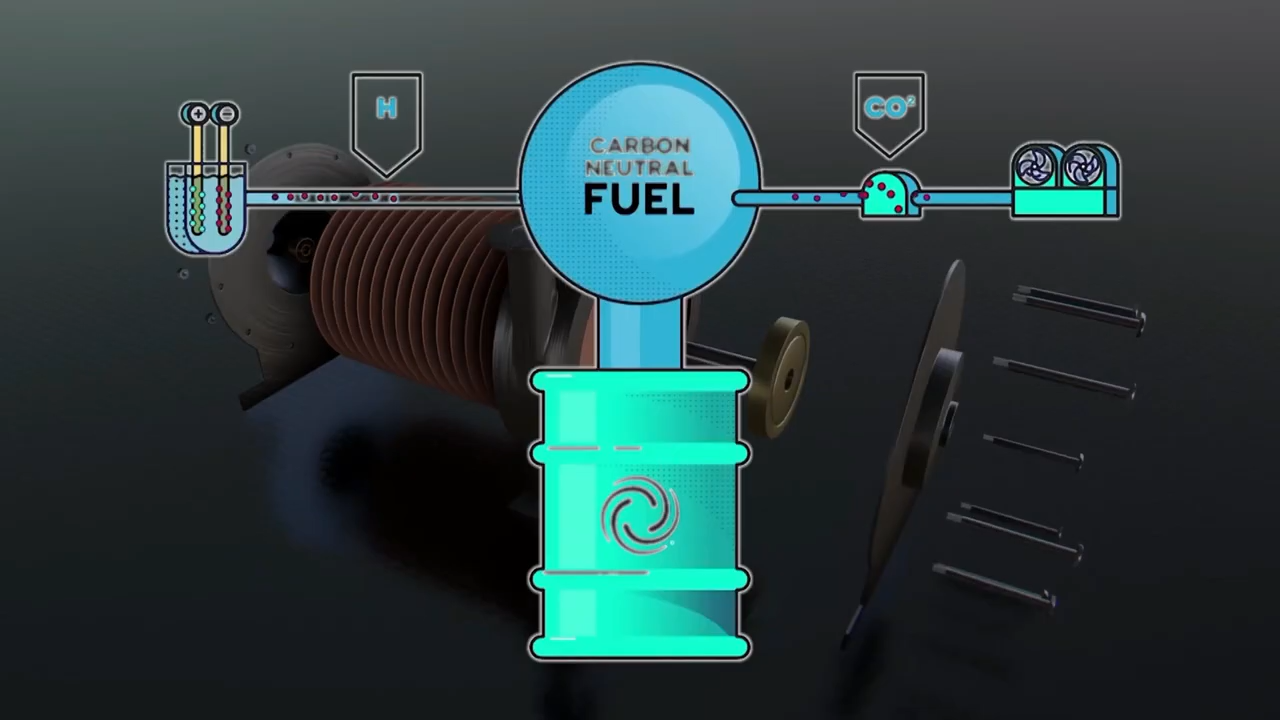 H
CARBON
NEUTRAL
FUEL
CO²
+
−